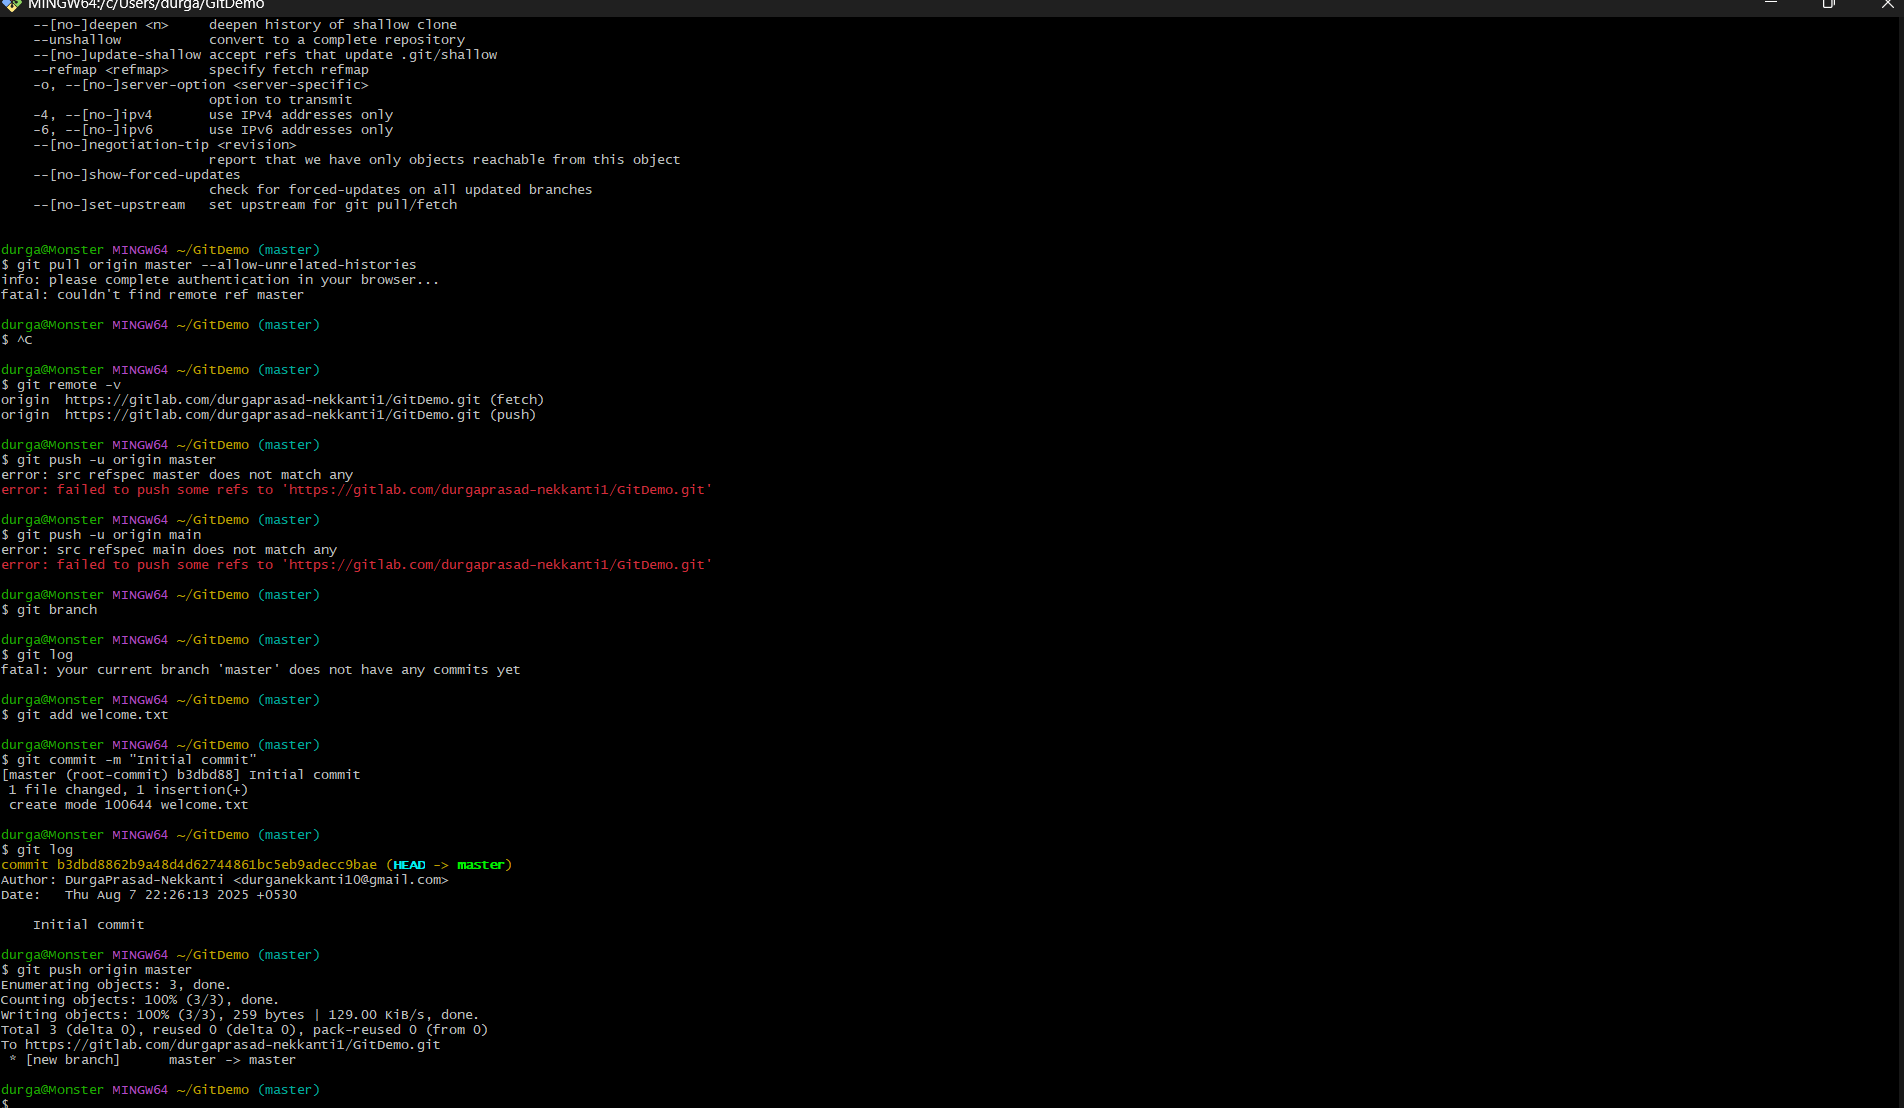 MINGW64:/c/Users/durga/GitDemo
    --[no-]deepen <n>     deepen history of shallow clone
    --unshallow           convert to a complete repository
    --[no-]update-shallow accept refs that update .git/shallow
    --refmap <refmap>     specify fetch refmap
    -o, --[no-]server-option <server-specific>
                          option to transmit
    -4, --[no-]ipv4       use IPv4 addresses only
    -6, --[no-]ipv6       use IPv6 addresses only
    --[no-]negotiation-tip <revision>
                          report that we have only objects reachable from this object
    --[no-]show-forced-updates
                          check for forced-updates on all updated branches
    --[no-]set-upstream   set upstream for git pull/fetch
durga@Monster MINGW64 ~/GitDemo (master)
$ git pull origin master --allow-unrelated-histories
info: please complete authentication in your browser...
fatal: couldn't find remote ref master
durga@Monster MINGW64 ~/GitDemo (master)
$ ^C
durga@Monster MINGW64 ~/GitDemo (master)
$ git remote -v
origin  https://gitlab.com/durgaprasad-nekkanti1/GitDemo.git (fetch)
origin  https://gitlab.com/durgaprasad-nekkanti1/GitDemo.git (push)
durga@Monster MINGW64 ~/GitDemo (master)
$ git push -u origin master
error: src refspec master does not match any
error: failed to push some refs to 'https://gitlab.com/durgaprasad-nekkanti1/GitDemo.git'
durga@Monster MINGW64 ~/GitDemo (master)
$ git push -u origin main
error: src refspec main does not match any
error: failed to push some refs to 'https://gitlab.com/durgaprasad-nekkanti1/GitDemo.git'
durga@Monster MINGW64 ~/GitDemo (master)
$ git branch
durga@Monster MINGW64 ~/GitDemo (master)
$ git log
fatal: your current branch 'master' does not have any commits yet
durga@Monster MINGW64 ~/GitDemo (master)
$ git add welcome.txt
durga@Monster MINGW64 ~/GitDemo (master)
$ git commit -m "Initial commit"
[master (root-commit) b3dbd88] Initial commit
 1 file changed, 1 insertion(+)
 create mode 100644 welcome.txt
durga@Monster MINGW64 ~/GitDemo (master)
$ git log
commit b3dbd8862b9a48d4d62744861bc5eb9adecc9bae (HEAD -> master)
Author: DurgaPrasad-Nekkanti <durganekkanti10@gmail.com>
Date:   Thu Aug 7 22:26:13 2025 +0530
    Initial commit
durga@Monster MINGW64 ~/GitDemo (master)
$ git push origin master
Enumerating objects: 3, done.
Counting objects: 100% (3/3), done.
Writing objects: 100% (3/3), 259 bytes | 129.00 KiB/s, done.
Total 3 (delta 0), reused 0 (delta 0), pack-reused 0 (from 0)
To https://gitlab.com/durgaprasad-nekkanti1/GitDemo.git
 * [new branch]      master -> master
durga@Monster MINGW64 ~/GitDemo (master)
$